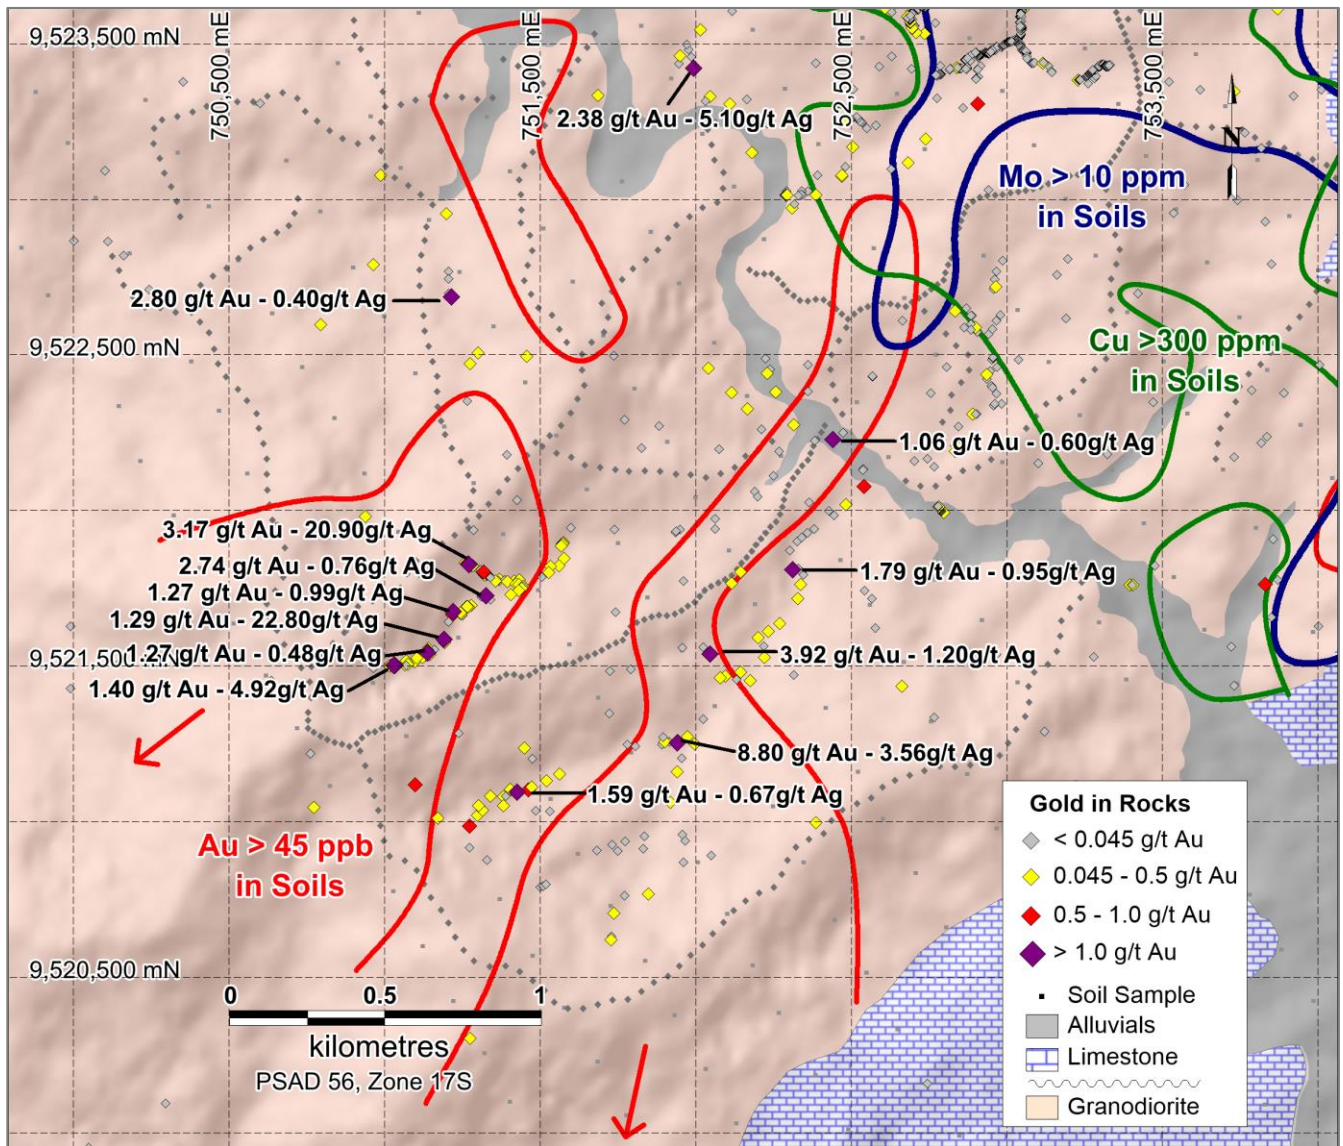 9,523,500 mN
750,500 mE
751,500 mE
752,500 mE
753,500 mE
2.38 g/t Au - 5.10g/t Ag
N
Mo > 10 ppm
in Soils
2.80 g/t Au - 0.40g/t Ag
9,522,500 mN
Cu >300 ppm
in Soils
1.06 g/t Au - 0.60g/t Ag
3.17 g/t Au - 20.90g/t Ag
2.74 g/t Au - 0.76g/t Ag
1.79 g/t Au - 0.95g/t Ag
1.27 g/t Au - 0.99g/t Ag
1.29 g/t Au - 22.80g/t Ag
1.27 g/t Au - 0.48g/t Ag
9,521,500 mN
3.92 g/t Au - 1.20g/t Ag
1.40 g/t Au - 4.92g/t Ag
8.80 g/t Au - 3.56g/t Ag
1.59 g/t Au - 0.67g/t Ag
Au > 45 ppb
in Soils
9,520,500 mN
0 0.5 1
kilometres
PSAD 56, Zone 17S
Gold in Rocks
< 0.045 g/t Au
0.045 - 0.5 g/t Au
0.5 - 1.0 g/t Au
> 1.0 g/t Au
Soil Sample
Alluvials
Limestone
Granodiorite